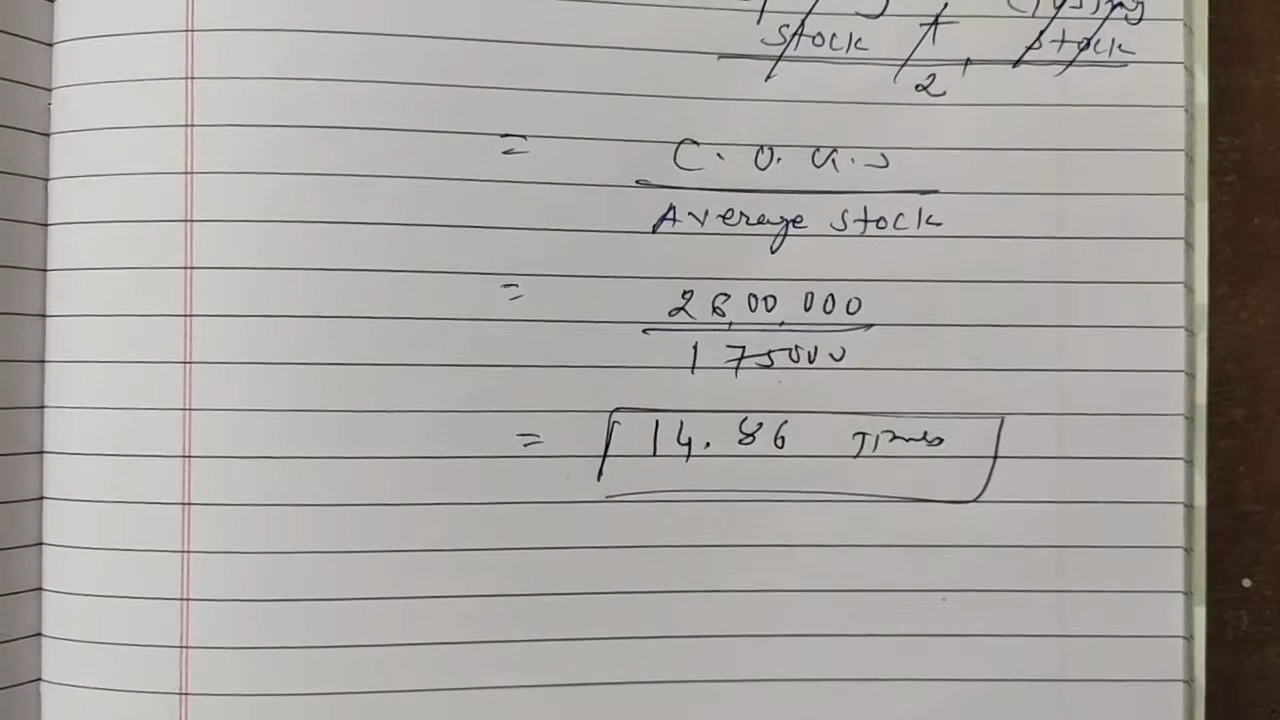 stock + stock
2
= C.O.G.S
Average stock
= 26,00,000
175000
= 14.86 Times